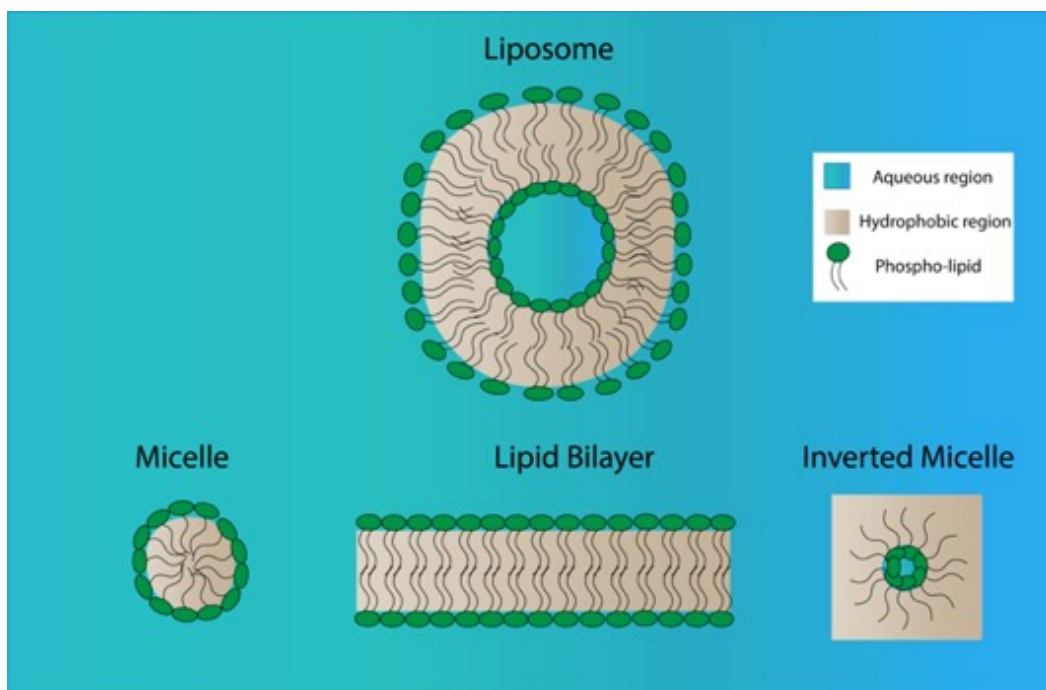 Liposome
Aqueous region
Hydrophobic region
Phospho-lipid
Micelle
Lipid Bilayer
Inverted Micelle